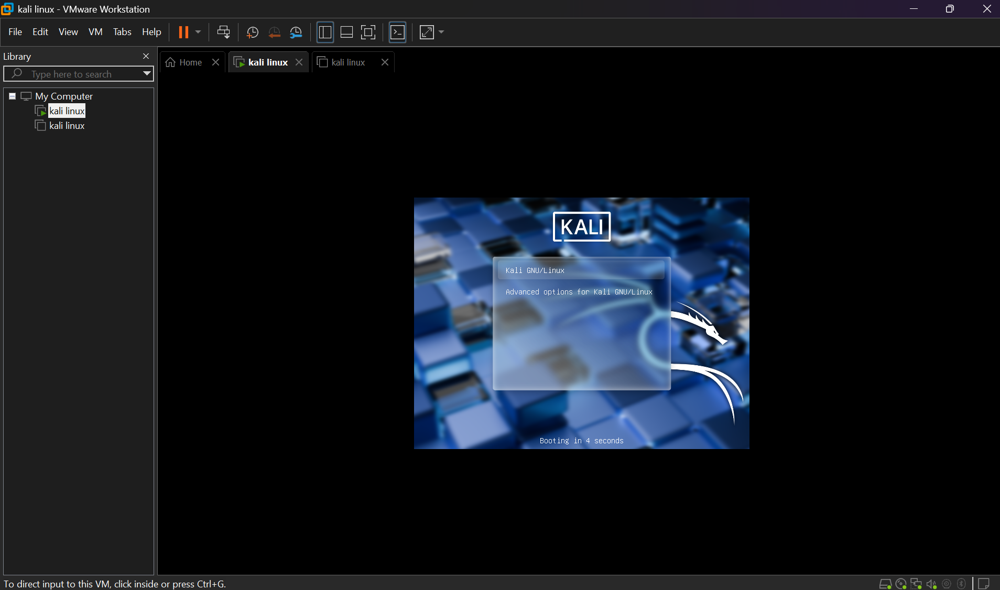 kali linux - VMware Workstation
File Edit View VM Tabs Help
Library
Type here to search
Home
kali linux
kali linux
My Computer
kali linux
kali linux
KALI
Kali GNU/Linux
Advanced options for Kali GNU/Linux
Booting in 4 seconds
To direct input to this VM, click inside or press Ctrl+G.